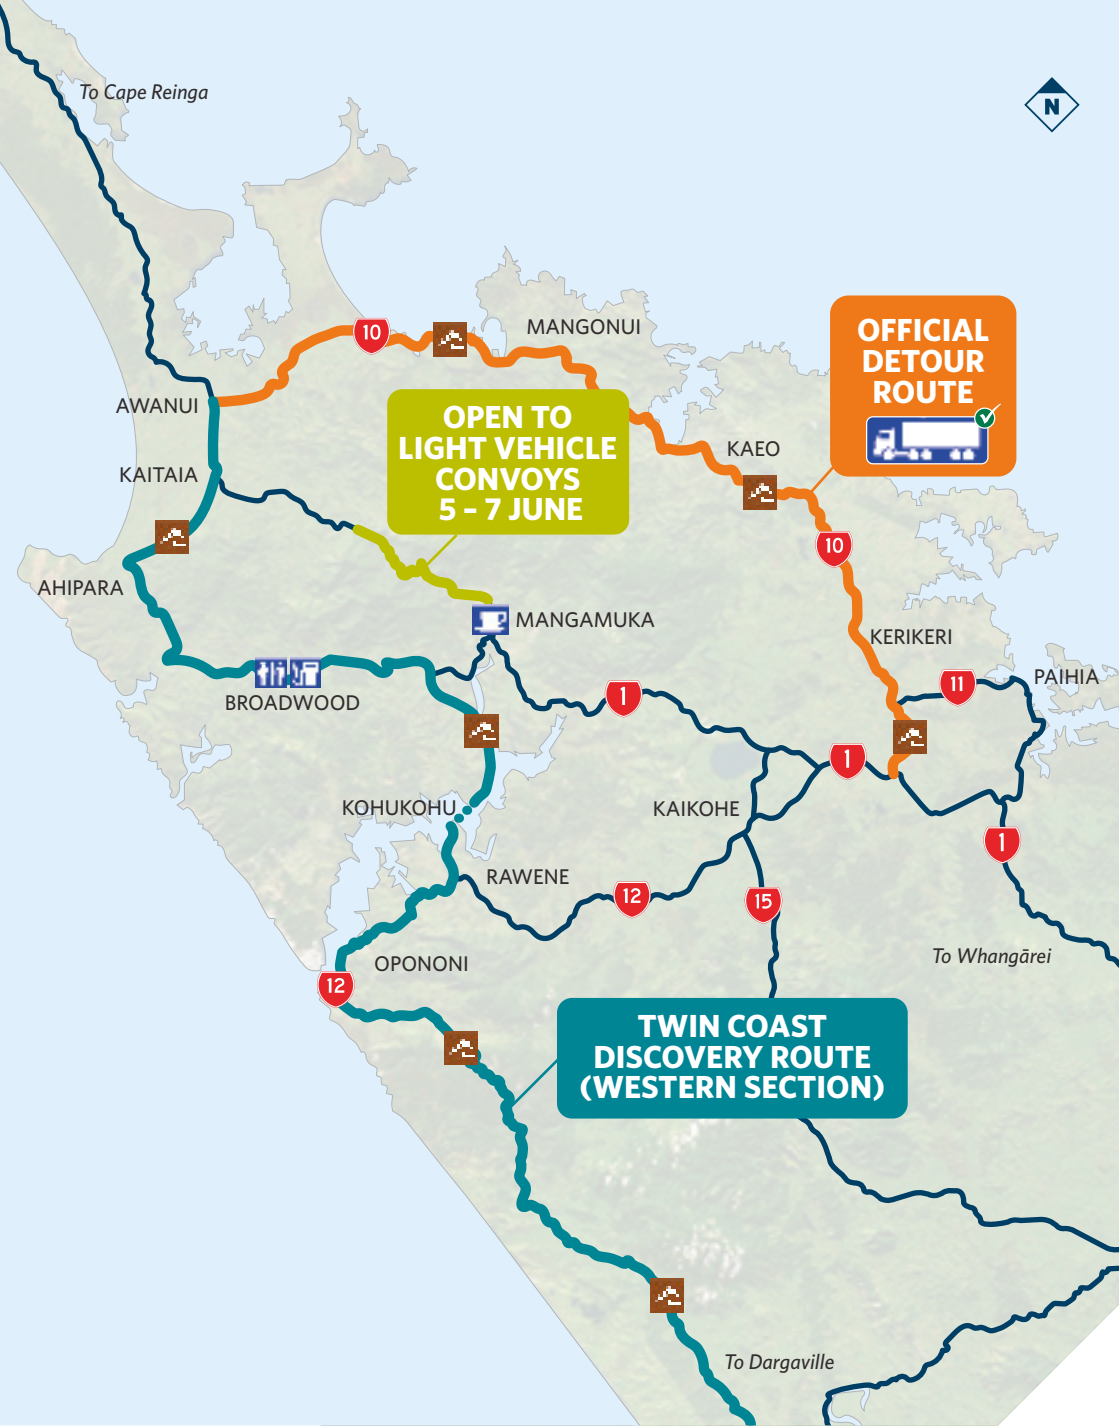 To Cape Reinga
N
OFFICIAL
DETOUR
ROUTE
10
MANGONUI
AWANUI
OPEN TO
LIGHT VEHICLE
CONVOYS
5 – 7 JUNE
KAEO
KAITAIA
10
AHIPARA
MANGAMUKA
KERIKERI
PAIHIA
11
BROADWOOD
1
1
KOHUKOHU
KAIKOHE
1
RAWENE
12
15
To Whangārei
OPONONI
12
TWIN COAST
DISCOVERY ROUTE
(WESTERN SECTION)
To Dargaville